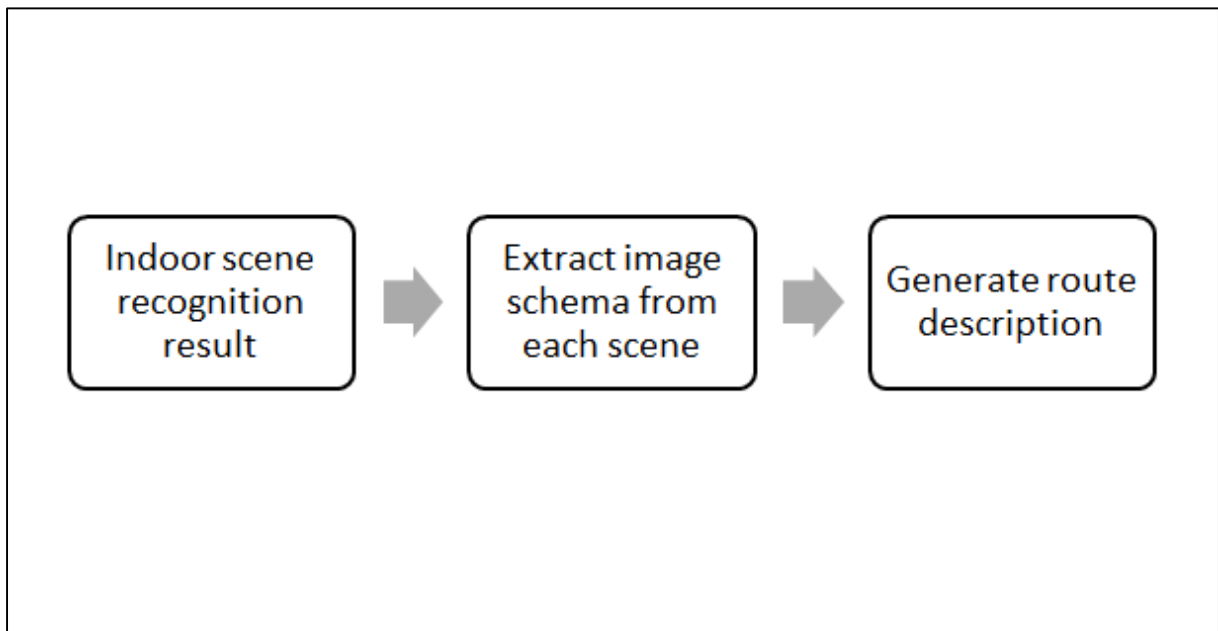 Indoor scene
recognition
result
Extract image
schema from
each scene
Generate route
description